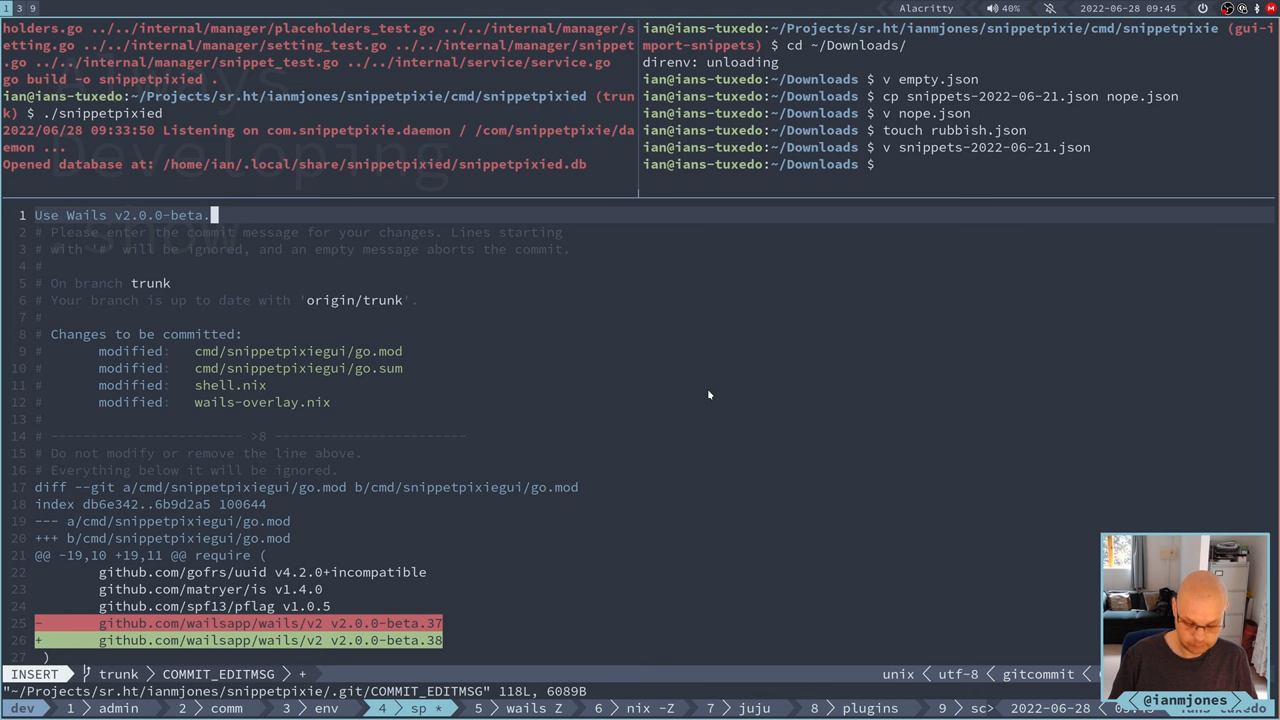 1 3 9 Alacritty 40% 2022-06-28 09:45
holders.go ../../internal/manager/placeholders_test.go ../../internal/manager/s
etting.go ../../internal/manager/setting_test.go ../../internal/manager/snippet
.go ../../internal/manager/snippet_test.go ../../internal/service/service.go
go build -o snippetpixied .
ian@ians-tuxedo:~/Projects/sr.ht/ianmjones/snippetpixie/cmd/snippetpixied (trun
k) $ ./snippetpixied
2022/06/28 09:33:50 Listening on com.snippetpixie.daemon / /com/snippetpixie/da
emon ...
Opened database at: /home/ian/.local/share/snippetpixied/snippetpixied.db
Always
Developing
ian@ians-tuxedo:~/Projects/sr.ht/ianmjones/snippetpixie/cmd/snippetpixie (gui-i
mport-snippets) $ cd ~/Downloads/
direnv: unloading
ian@ians-tuxedo:~/Downloads $ v empty.json
ian@ians-tuxedo:~/Downloads $ cp snippets-2022-06-21.json nope.json
ian@ians-tuxedo:~/Downloads $ v nope.json
ian@ians-tuxedo:~/Downloads $ touch rubbish.json
ian@ians-tuxedo:~/Downloads $ v snippets-2022-06-21.json
ian@ians-tuxedo:~/Downloads $
1 Use Wails v2.0.0-beta.
2 # Please enter the commit message for your changes. Lines starting
3 # with '#' will be ignored, and an empty message aborts the commit.
4 #
5 # On branch trunk
6 # Your branch is up to date with 'origin/trunk'.
7 #
8 # Changes to be committed:
9 # modified: cmd/snippetpixiegui/go.mod
10 # modified: cmd/snippetpixiegui/go.sum
11 # modified: shell.nix
12 # modified: wails-overlay.nix
13 #
14 # ------------------------ >8 ------------------------
15 # Do not modify or remove the line above.
16 # Everything below it will be ignored.
17 diff --git a/cmd/snippetpixiegui/go.mod b/cmd/snippetpixiegui/go.mod
18 index db6e342..6b9d2a5 100644
19 --- a/cmd/snippetpixiegui/go.mod
20 +++ b/cmd/snippetpixiegui/go.mod
21 @@ -19,10 +19,11 @@ require (
22 github.com/gofrs/uuid v4.2.0+incompatible
23 github.com/matryer/is v1.4.0
24 github.com/spf13/pflag v1.0.5
25 - github.com/wailsapp/wails/v2 v2.0.0-beta.37
26 + github.com/wailsapp/wails/v2 v2.0.0-beta.38
27 )
INSERT trunk > COMMIT_EDITMSG > + unix < utf-8 < gitcommit
"~/Projects/sr.ht/ianmjones/snippetpixie/.git/COMMIT_EDITMSG" 118L, 6089B
@ianmjones
dev 1 > admin 2 > comm 3 > env 4 > sp * 5 > wails Z 6 > nix -Z 7 > juju 8 > plugins 9 > sc> 2022-06-28